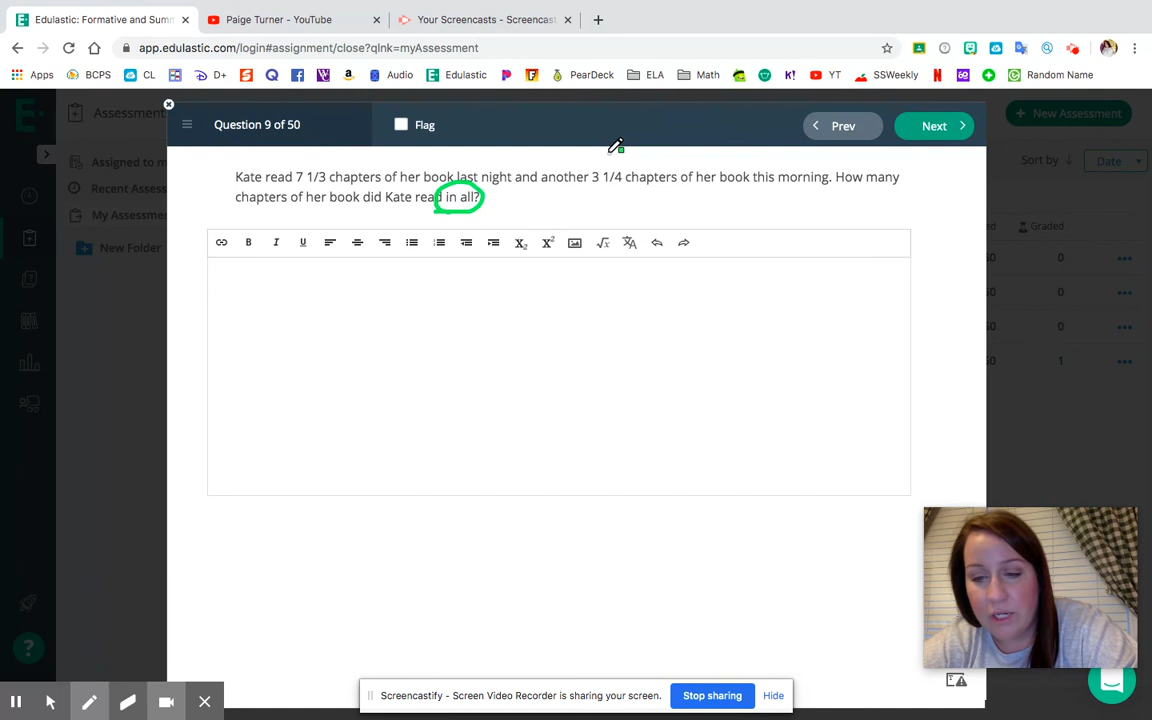 Edulastic: Formative and Summ
Paige Turner - YouTube
Your Screencasts - Screencast
app.edulastic.com/login#assignment/close?qlnk=myAssessment
Apps
BCPS
CL
D+
Audio
Edulastic
PearDeck
ELA
Math
K!
YT
SSWeekly
N
Random Name
E
Assessment
Question 9 of 50
Flag
Prev
Next
+ New Assessment
Assigned to m
Sort by
Date
Recent Assess
My Assessmen
New Folder
Kate read 7 1/3 chapters of her book last night and another 3 1/4 chapters of her book this morning. How many
chapters of her book did Kate read in all?
B I U X₂ X²
ed
Graded
50 0
0
0
50 1
?
Screencastify - Screen Video Recorder is sharing your screen.
Stop sharing
Hide